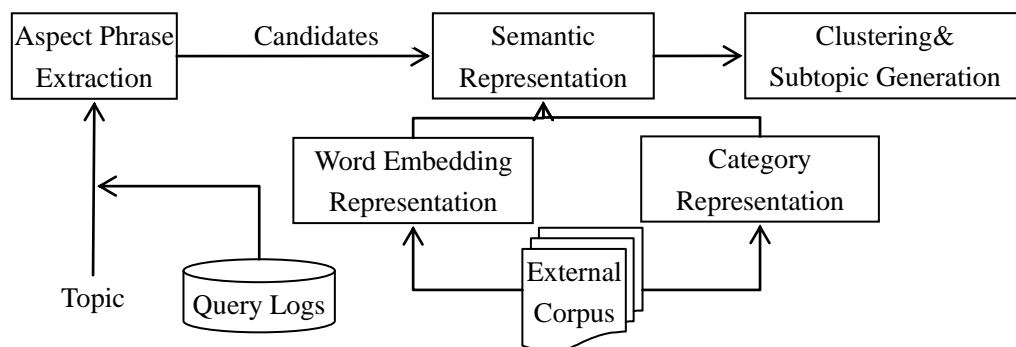 Aspect Phrase
Extraction
Candidates
Semantic
Representation
Clustering&
Subtopic Generation
Word Embedding
Representation
Category
Representation
Topic
Query Logs
External
Corpus